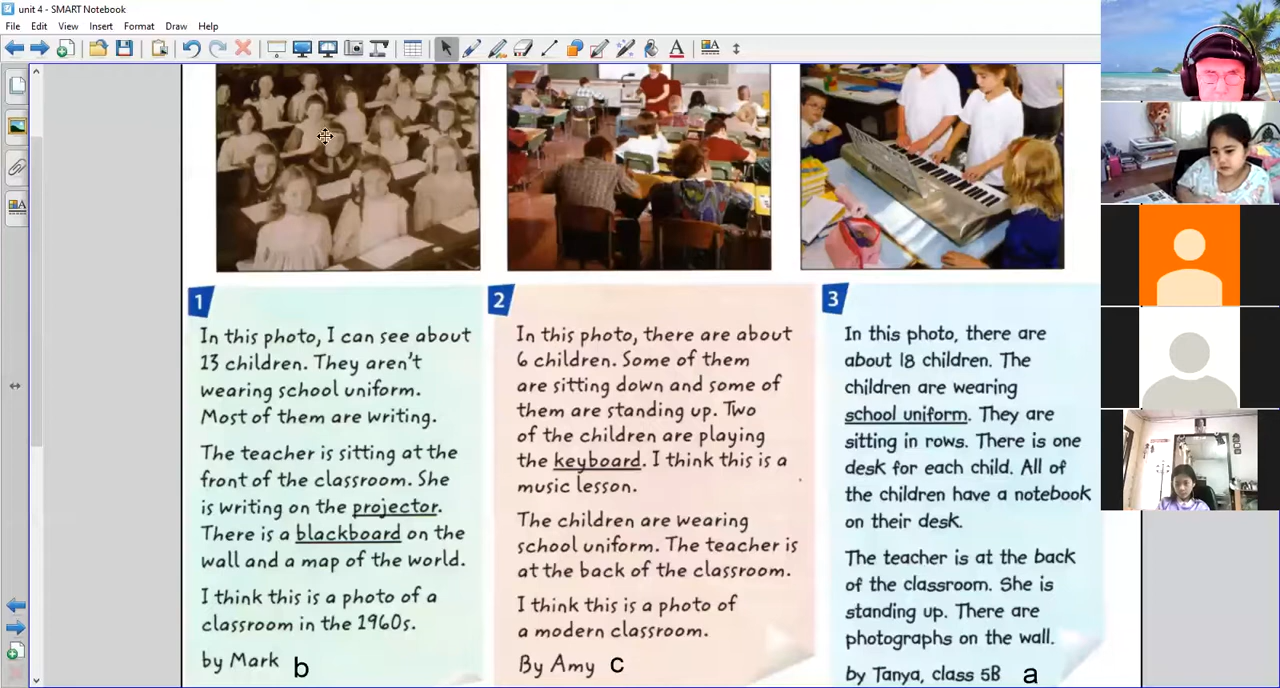 unit 4 - SMART Notebook
File Edit View Insert Format Draw Help
1
In this photo, I can see about
13 children. They aren't
wearing school uniform.
Most of them are writing.
The teacher is sitting at the
front of the classroom. She
is writing on the projector.
There is a blackboard on the
wall and a map of the world.
I think this is a photo of a
classroom in the 1960s.
by Mark b
2
In this photo, there are about
6 children. Some of them
are sitting down and some of
them are standing up. Two
of the children are playing
the keyboard. I think this is a
music lesson.
The children are wearing
school uniform. The teacher is
at the back of the classroom.
I think this is a photo of
a modern classroom.
By Amy c
3
In this photo, there are
about 18 children. The
children are wearing
school uniform. They are
sitting in rows. There is one
desk for each child. All of
the children have a notebook
on their desk.
The teacher is at the back
of the classroom. She is
standing up. There are
photographs on the wall.
by Tanya, class 5B a